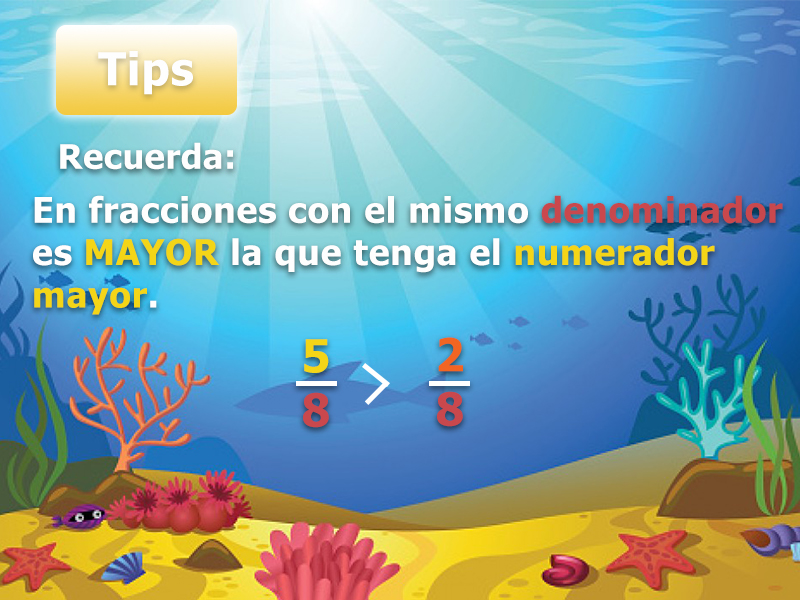 Tips
Recuerda:
En fracciones con el mismo denominador
es MAYOR la que tenga el numerador
mayor.
5/8 > 2/8